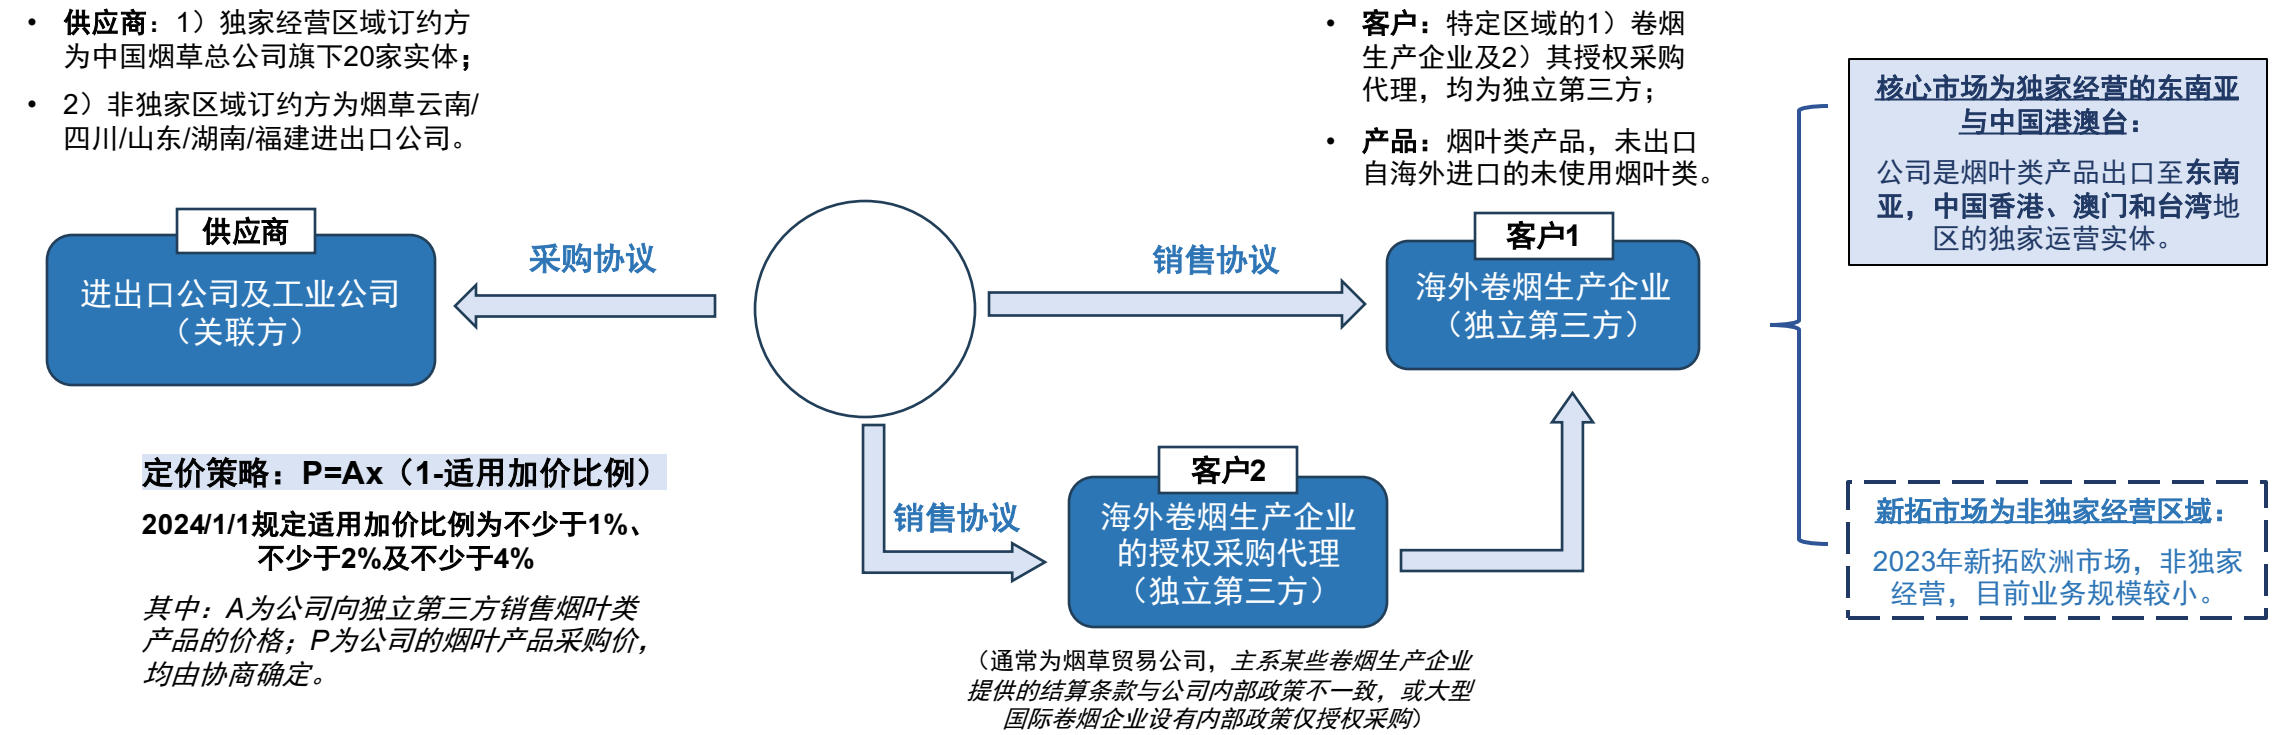 • 供应商：1）独家经营区域订约方
为中国烟草总公司旗下20家实体；
• 2）非独家区域订约方为烟草云南/
四川/山东/湖南/福建进出口公司。
• 客户：特定区域的1）卷烟
生产企业及2）其授权采购
代理，均为独立第三方；
• 产品：烟叶类产品，未出口
自海外进口的未使用烟叶类。
核心市场为独家经营的东南亚
与中国港澳台：
公司是烟叶类产品出口至东南
亚，中国香港、澳门和台湾地
区的独家运营实体。
供应商
进出口公司及工业公司
（关联方）
采购协议
销售协议
客户1
海外卷烟生产企业
（独立第三方）
定价策略：P=Ax（1-适用加价比例）
2024/1/1规定适用加价比例为不少于1%、
不少于2%及不少于4%
其中：A为公司向独立第三方销售烟叶类
产品的价格；P为公司的烟叶产品采购价，
均由协商确定。
销售协议
客户2
海外卷烟生产企业
的授权采购代理
（独立第三方）
（通常为烟草贸易公司，主系某些卷烟生产企业
提供的结算条款与公司内部政策不一致，或大型
国际卷烟企业设有内部政策仅授权采购）
新拓市场为非独家经营区域：
2023年新拓欧洲市场，非独家
经营，目前业务规模较小。